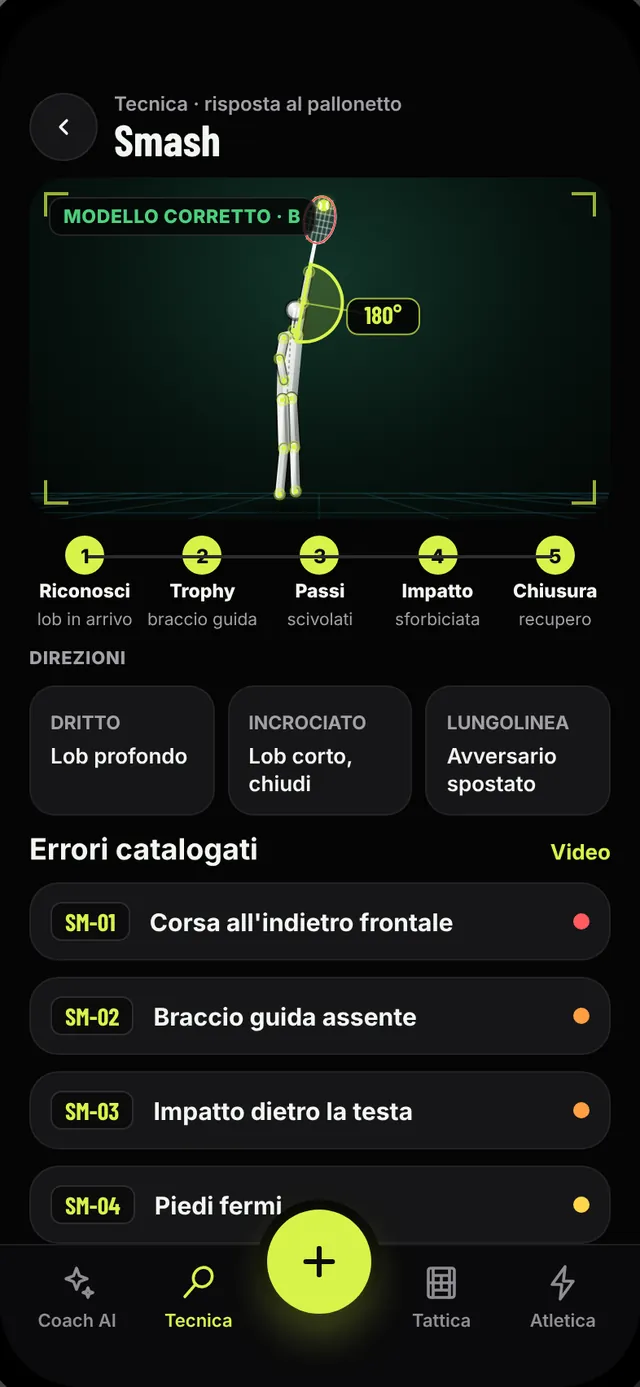 Tecnica · risposta al pallonetto
Smash
MODELLO CORRETTO · B
180°
1 2 3 4 5
Riconosci Trophy Passi Impatto Chiusura
lob in arrivo braccio guida scivolati sforbiciata recupero
DIREZIONI
DRITTO INCROCIATO LUNGOLINEA
Lob profondo Lob corto, Avversario
chiudi spostato
Errori catalogati Video
SM-01 Corsa all'indietro frontale
SM-02 Braccio guida assente
SM-03 Impatto dietro la testa
SM-04 Piedi fermi
Coach AI Tecnica Tattica Atletica